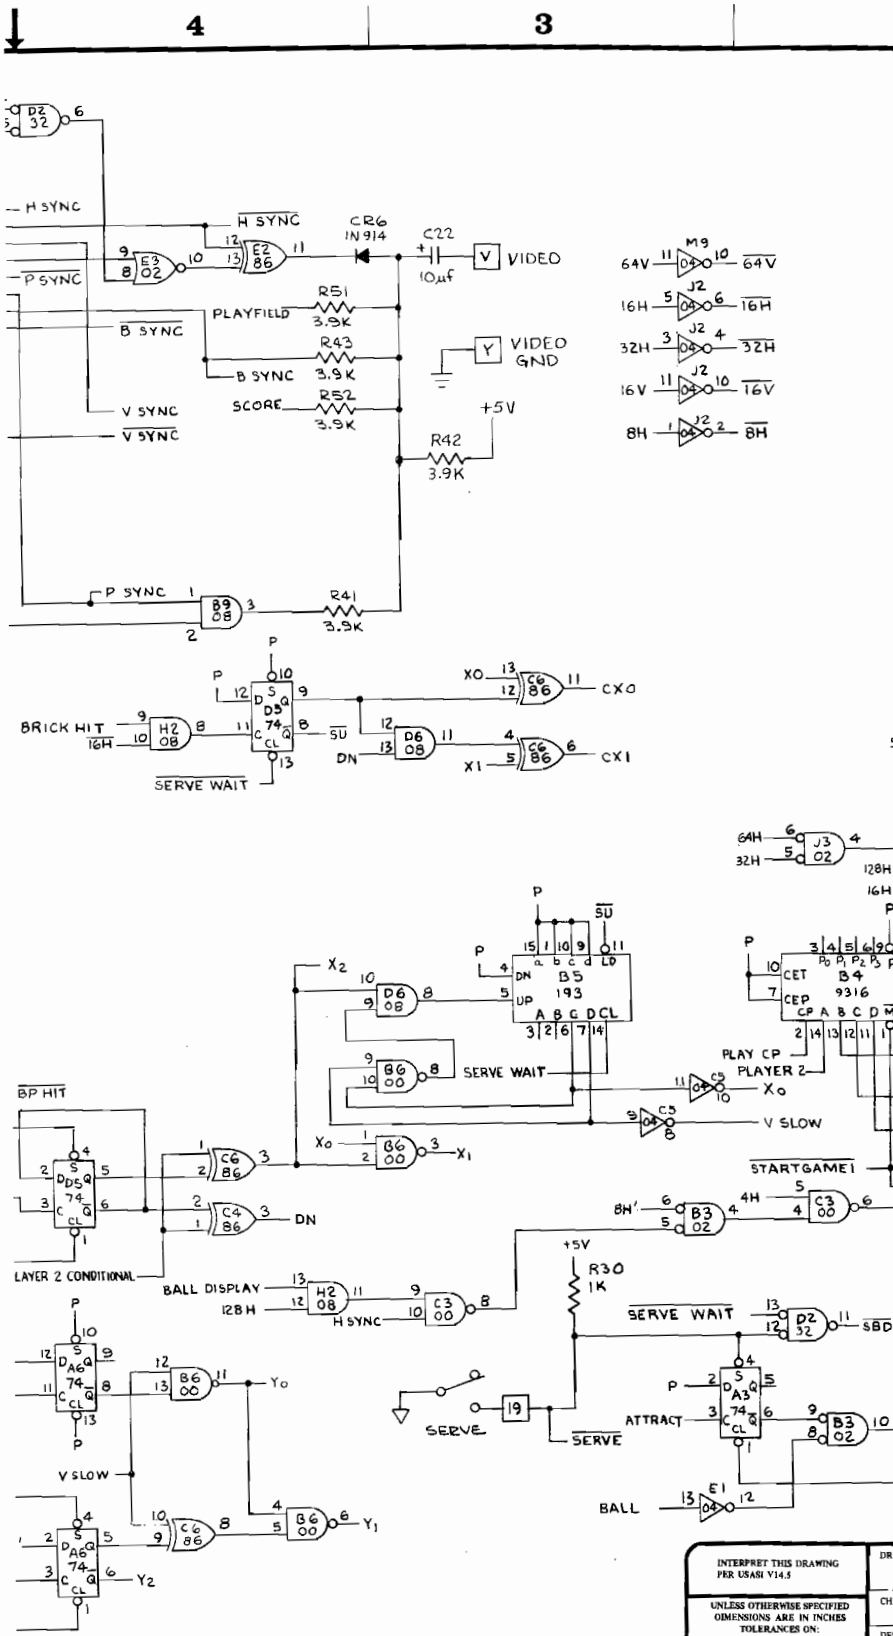 4 3
D2
32
6
H SYNC
H SYNC
9
8
E3
02
10
12
13
E2
86
11
CR6
1N914
C22
10µf
V VIDEO
P SYNC
PLAYFIELD
R51
3.9K
B SYNC
R43
3.9K
B SYNC
Y VIDEO
GND
SCORE
R52
3.9K
V SYNC
V SYNC
+5V
R42
3.9K
M9
64V 11 04 10 64V
J2
16H 5 04 6 16H
J2
32H 3 04 4 32H
J2
16V 11 04 10 16V
J2
8H 1 04 2 8H
P SYNC
1
2
B9
08
3
R41
3.9K
P
P
10
12
S
D Q
9
D5
74
11
C Q
8
CL
13
SU
BRICK HIT 9
16H 10
H2
08
8
SERVE WAIT
12
DN 13
D6
08
11
X0 13
12
C6
86
11
CX0
4
X1 5
C6
86
6
CX1
64H 6
32H 5
J3
02
4
128H
16H
P
P
SU
15 1 10 9 11
a b c d LD
P
4 DN
B5
193
5 UP
A B C D CL
3 2 6 7 14
P
3 4 5 6 9
P0 P1 P2 P3
10 CET
B4
9316
7 CEP
CP A B C D
2 14 13 12 11 1
PLAY CP
PLAYER 2
X2
10
9
D6
08
8
9
10
B6
00
8
SERVE WAIT
11 04 C5 10 X0
9 04 C5 8 V SLOW
X0 1
2
B6
00
3
X1
STARTGAME1
BP HIT
4
S
2 D Q 5
D5
74
3 C Q 6
CL
1
1
2
C6
86
3
2
1
C4
86
3
DN
LAYER 2 CONDITIONAL
8H' 6
5
B3
02
4
4H 5
4
C3
00
6
BALL DISPLAY 13
128H 12
H2
08
11
9
H SYNC 10
C3
00
8
+5V
R30
1K
SERVE WAIT 13
12
D2
32
11
SBD
P
10
S
12 D Q 9
A6
74
11 C Q 8
CL
13
P
12
13
B6
00
11
Y0
SERVE
19
SERVE
4
S
P 2 D Q 5
A3
74
ATTRACT 3 C Q 6
CL
1
9
8
B3
02
10
V SLOW
E1
BALL 13 04 12
4
S
2 D Q 5
A6
74
3 C Q 6
CL
1
Y2
10
9
C6
86
8
4
5
B6
00
6
Y1
INTERPRET THIS DRAWING
PER USASI V14.5
DR
UNLESS OTHERWISE SPECIFIED
DIMENSIONS ARE IN INCHES
TOLERANCES ON:
CH